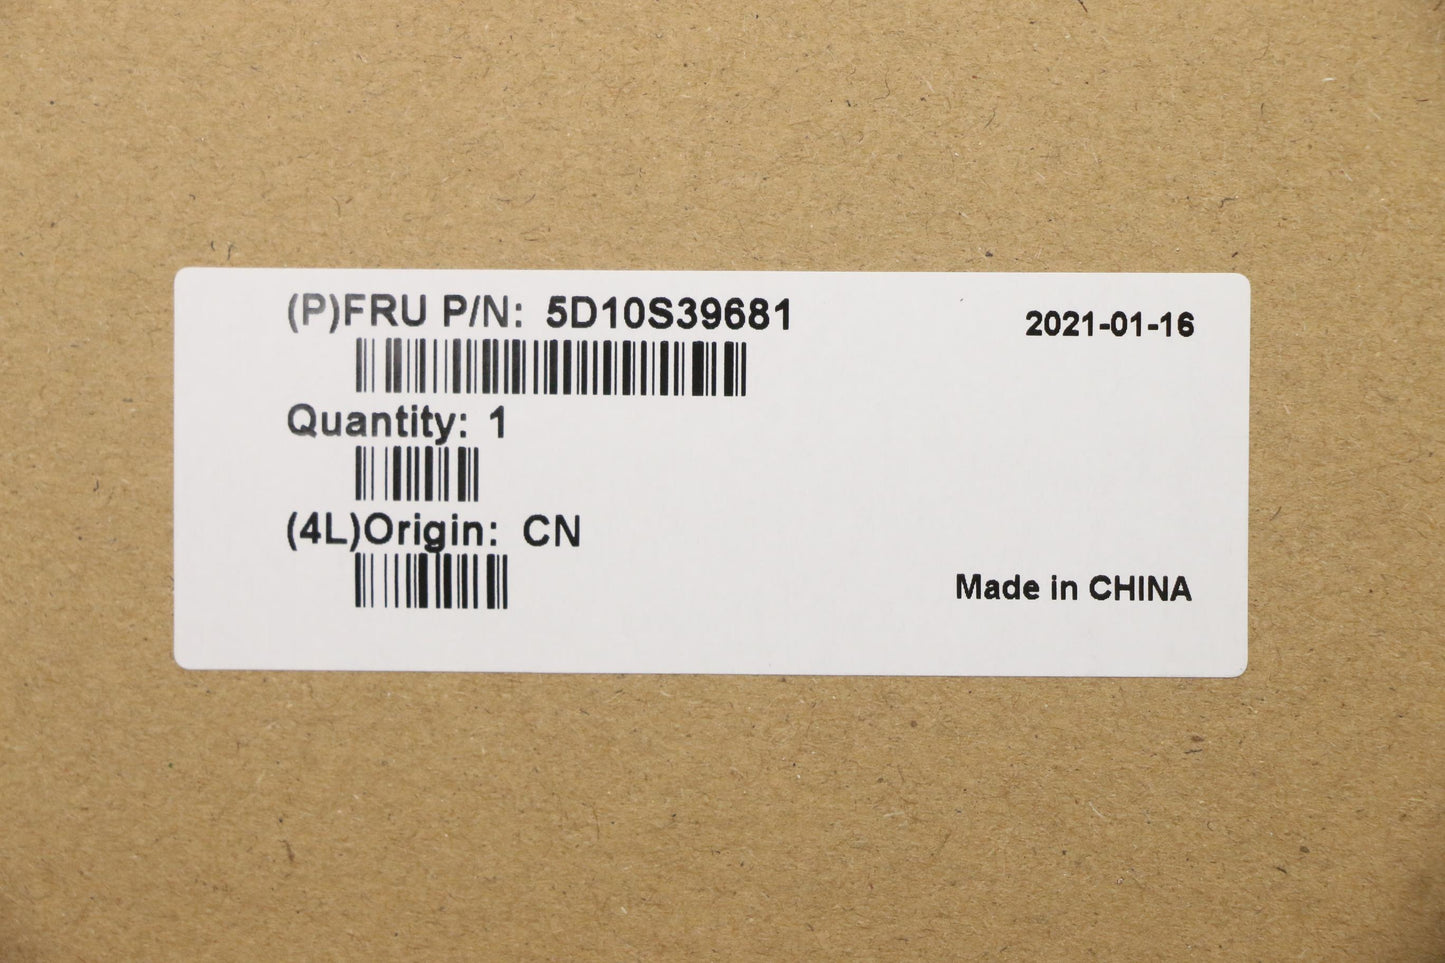 (P)FRU P/N: 5D10S39681
2021-01-16
Quantity: 1
(4L)Origin: CN
Made in CHINA